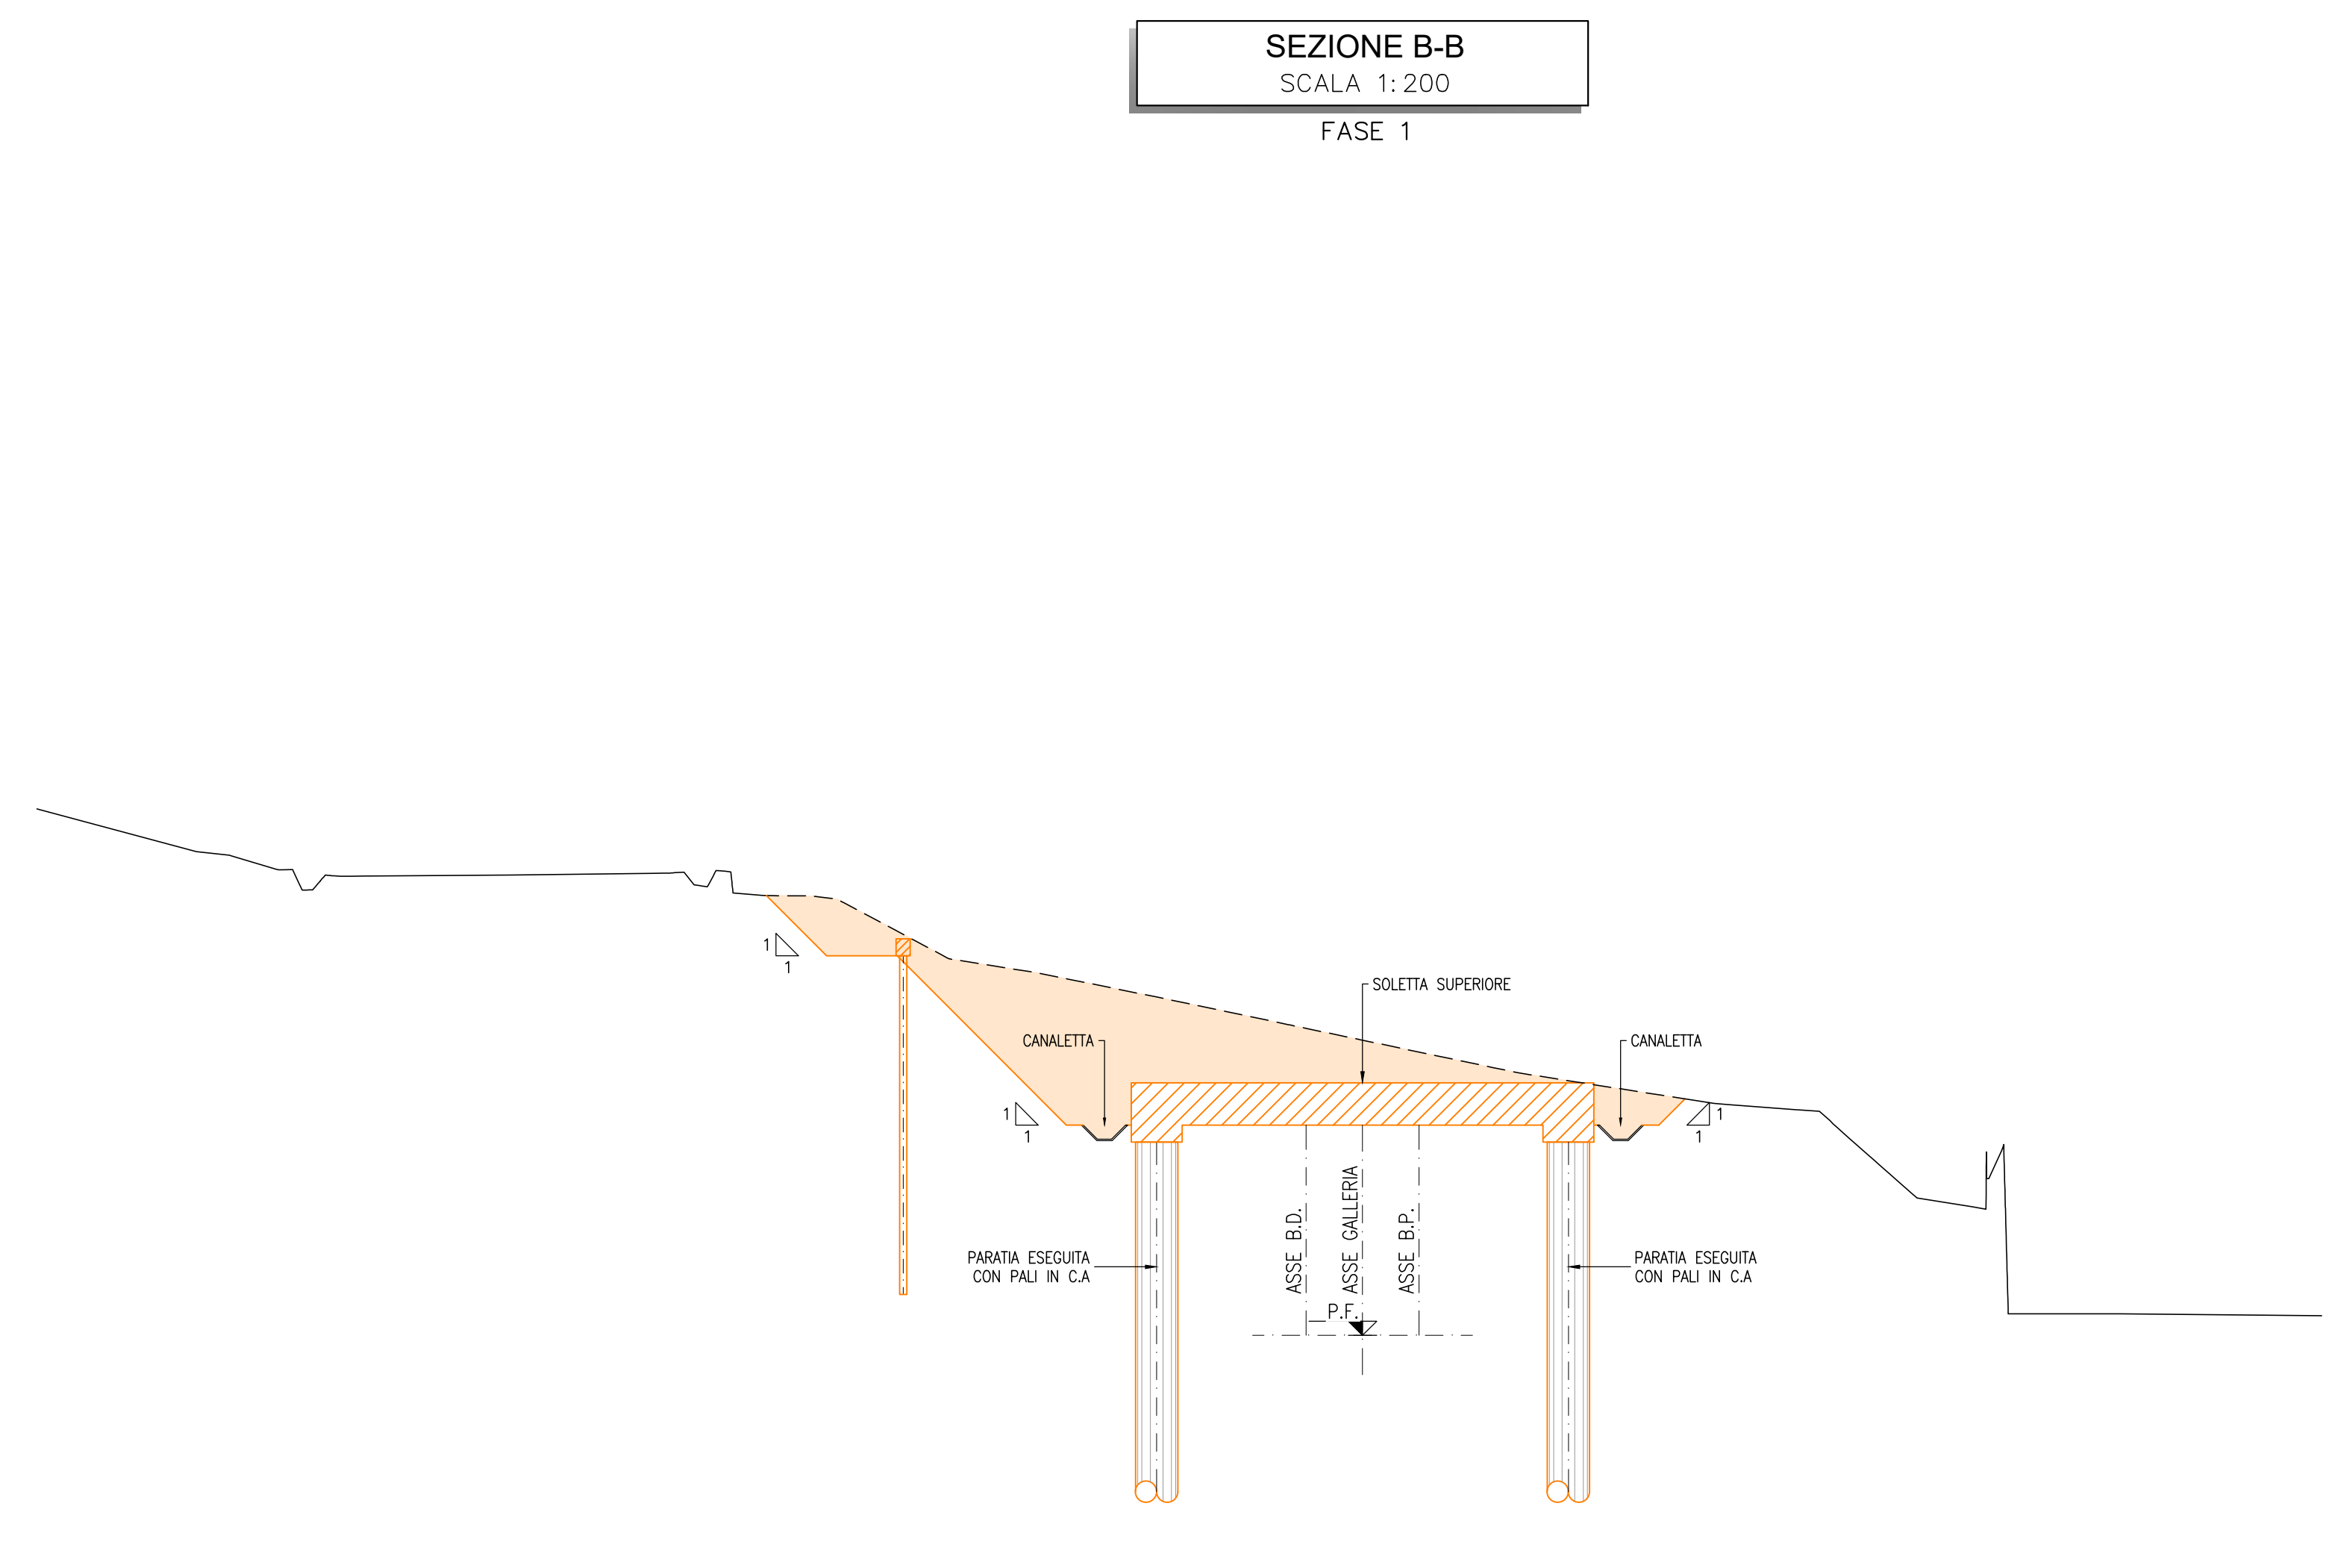 SEZIONE B-B
SCALA 1:200
FASE 1
1
1
SOLETTA SUPERIORE
CANALETTA
CANALETTA
1
1
1
1
ASSE B.D.
ASSE GALLERIA
ASSE B.P.
PARATIA ESEGUITA
CON PALI IN C.A
PARATIA ESEGUITA
CON PALI IN C.A
P.F.